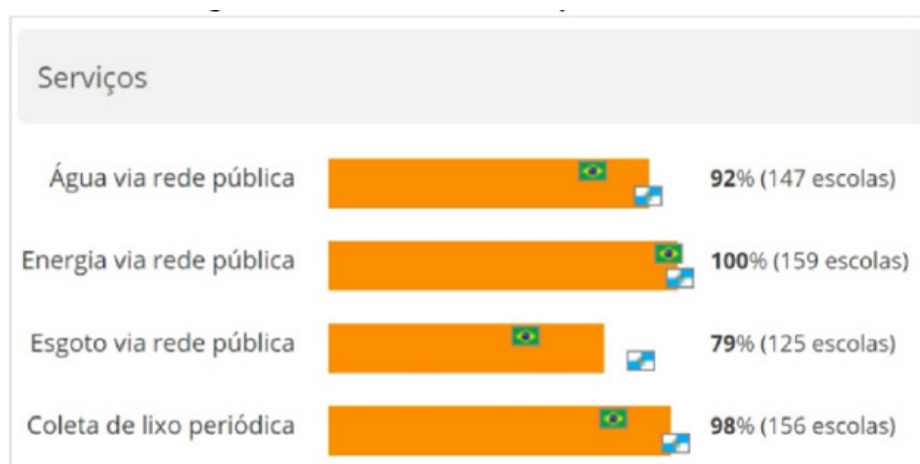 Serviços
Água via rede pública 92% (147 escolas)
Energia via rede pública 100% (159 escolas)
Esgoto via rede pública 79% (125 escolas)
Coleta de lixo periódica 98% (156 escolas)